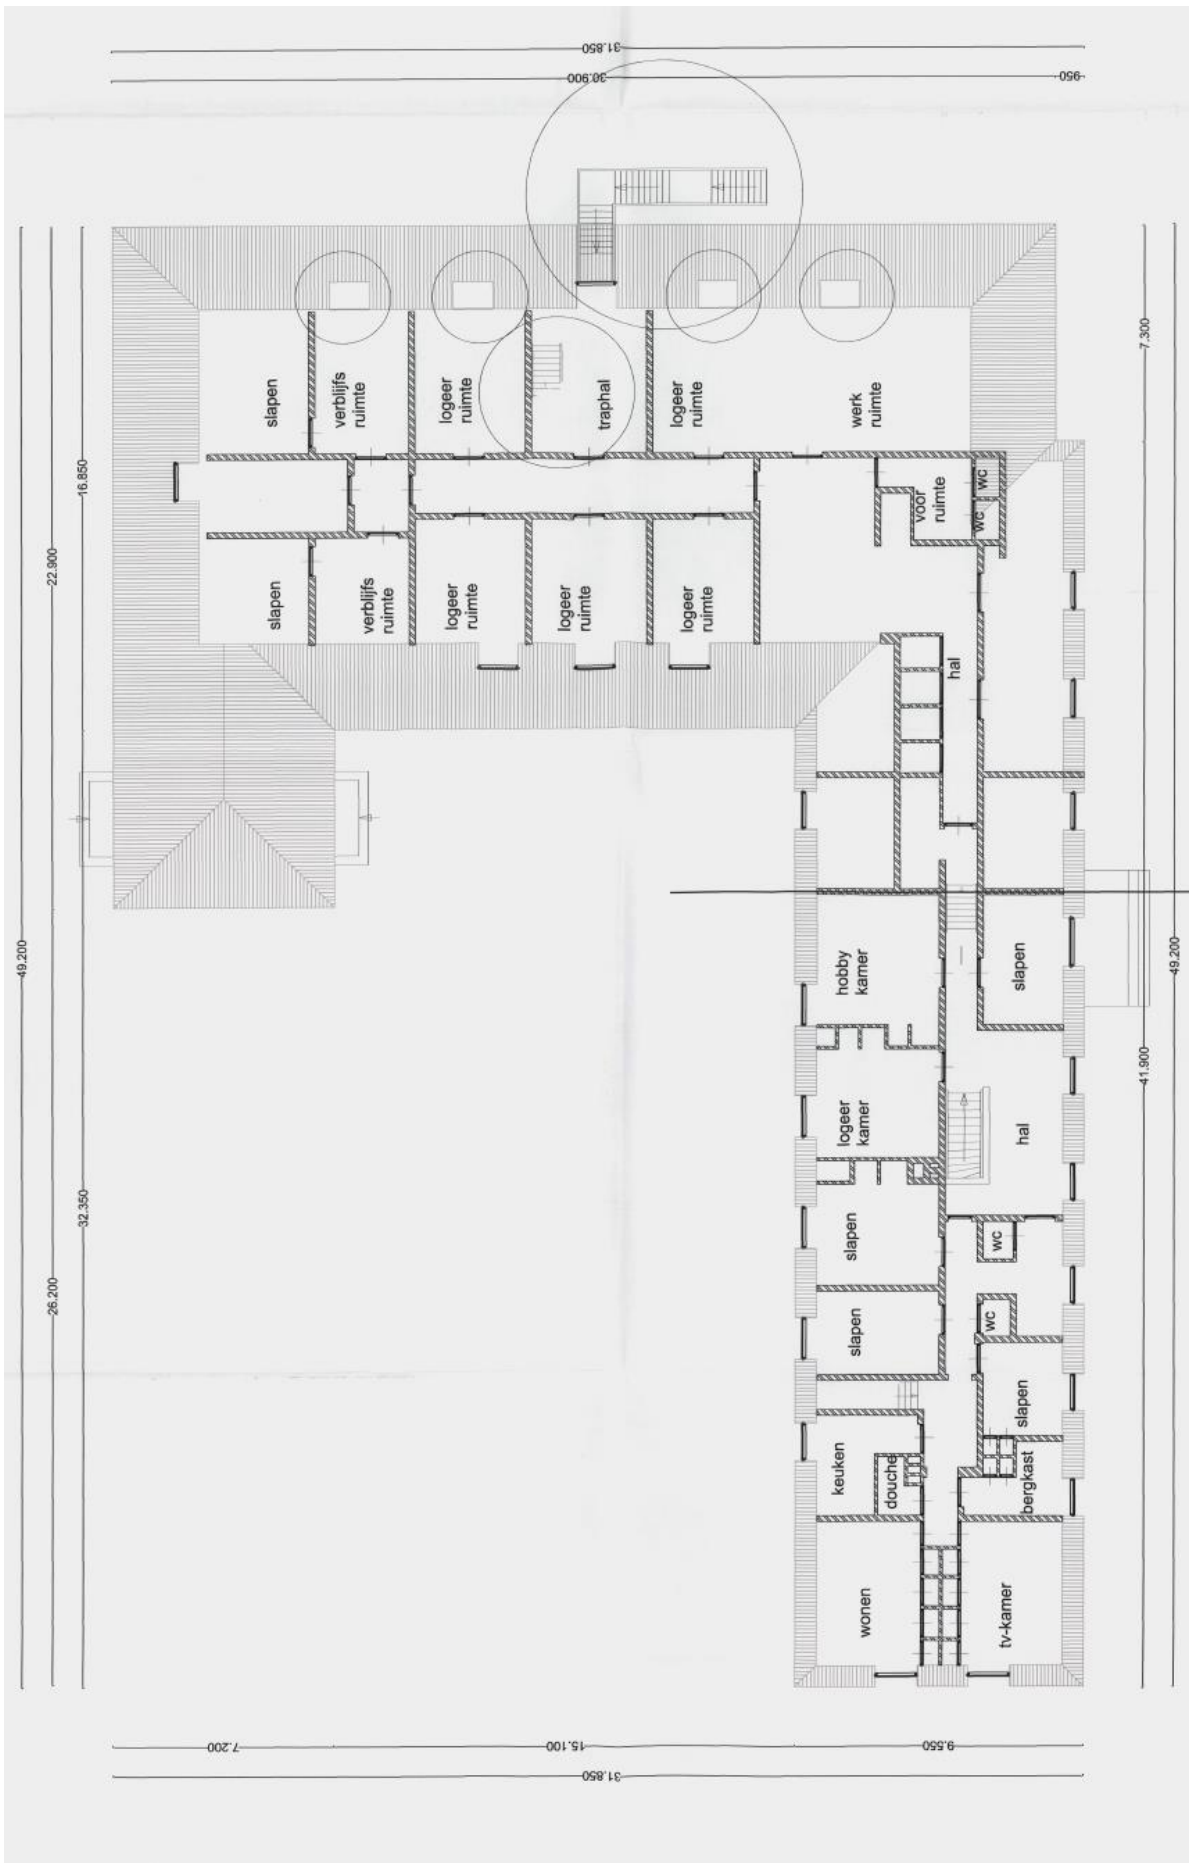 31.850
30.900
950
slapen
verblijfs
ruimte
logeer
ruimte
traphal
logeer
ruimte
werk
ruimte
7.300
16.850
wc
voor
ruimte
wc
22.900
slapen
verblijfs
ruimte
logeer
ruimte
logeer
ruimte
logeer
ruimte
hal
49.200
hobby
kamer
slapen
49.200
41.900
logeer
kamer
hal
32.350
slapen
wc
26.200
slapen
wc
slapen
keuken
douche
bergkast
wonen
tv-kamer
7.200
15.100
9.550
31.850